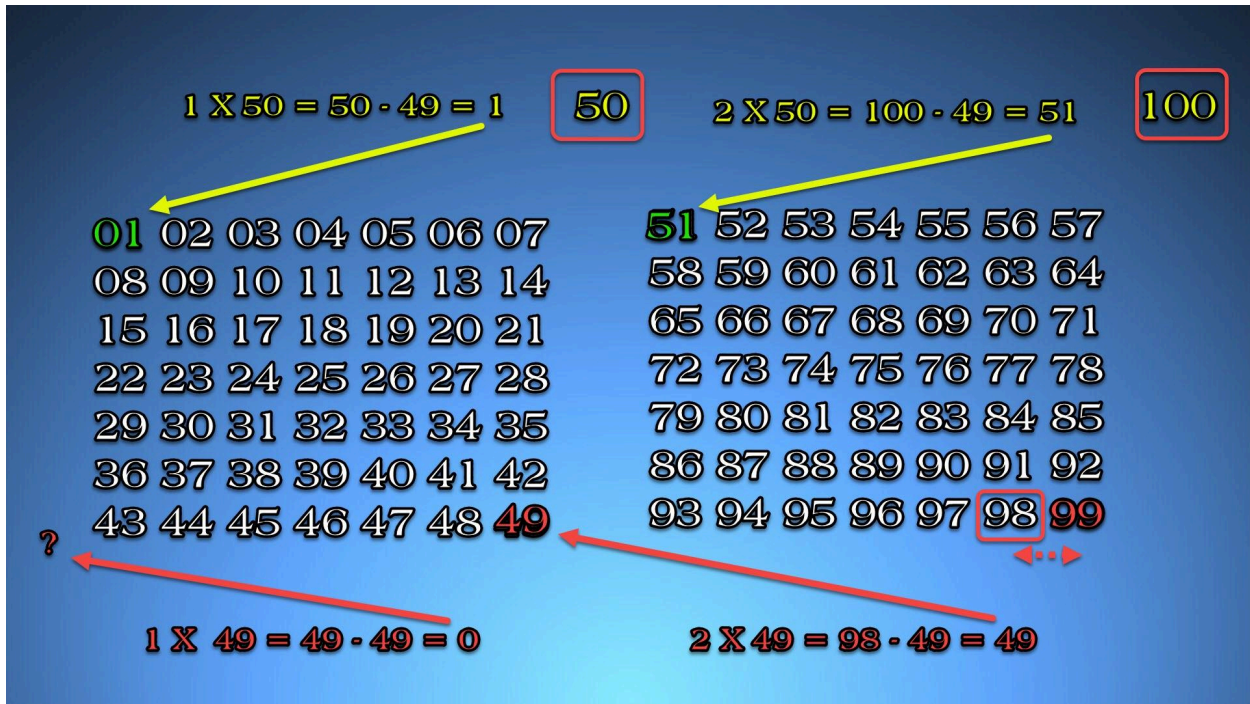 1 X 50 = 50 - 49 = 1
50
2 X 50 = 100 - 49 = 51
100
01 02 03 04 05 06 07
08 09 10 11 12 13 14
15 16 17 18 19 20 21
22 23 24 25 26 27 28
29 30 31 32 33 34 35
36 37 38 39 40 41 42
43 44 45 46 47 48 49
51 52 53 54 55 56 57
58 59 60 61 62 63 64
65 66 67 68 69 70 71
72 73 74 75 76 77 78
79 80 81 82 83 84 85
86 87 88 89 90 91 92
93 94 95 96 97 98 99
?
1 X 49 = 49 - 49 = 0
2 X 49 = 98 - 49 = 49